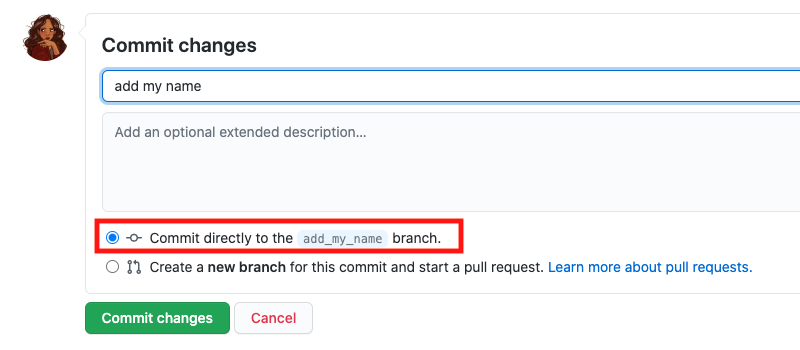 Commit changes
add my name
Add an optional extended description...
Commit directly to the add_my_name branch.
Create a new branch for this commit and start a pull request. Learn more about pull requests.
Commit changes Cancel